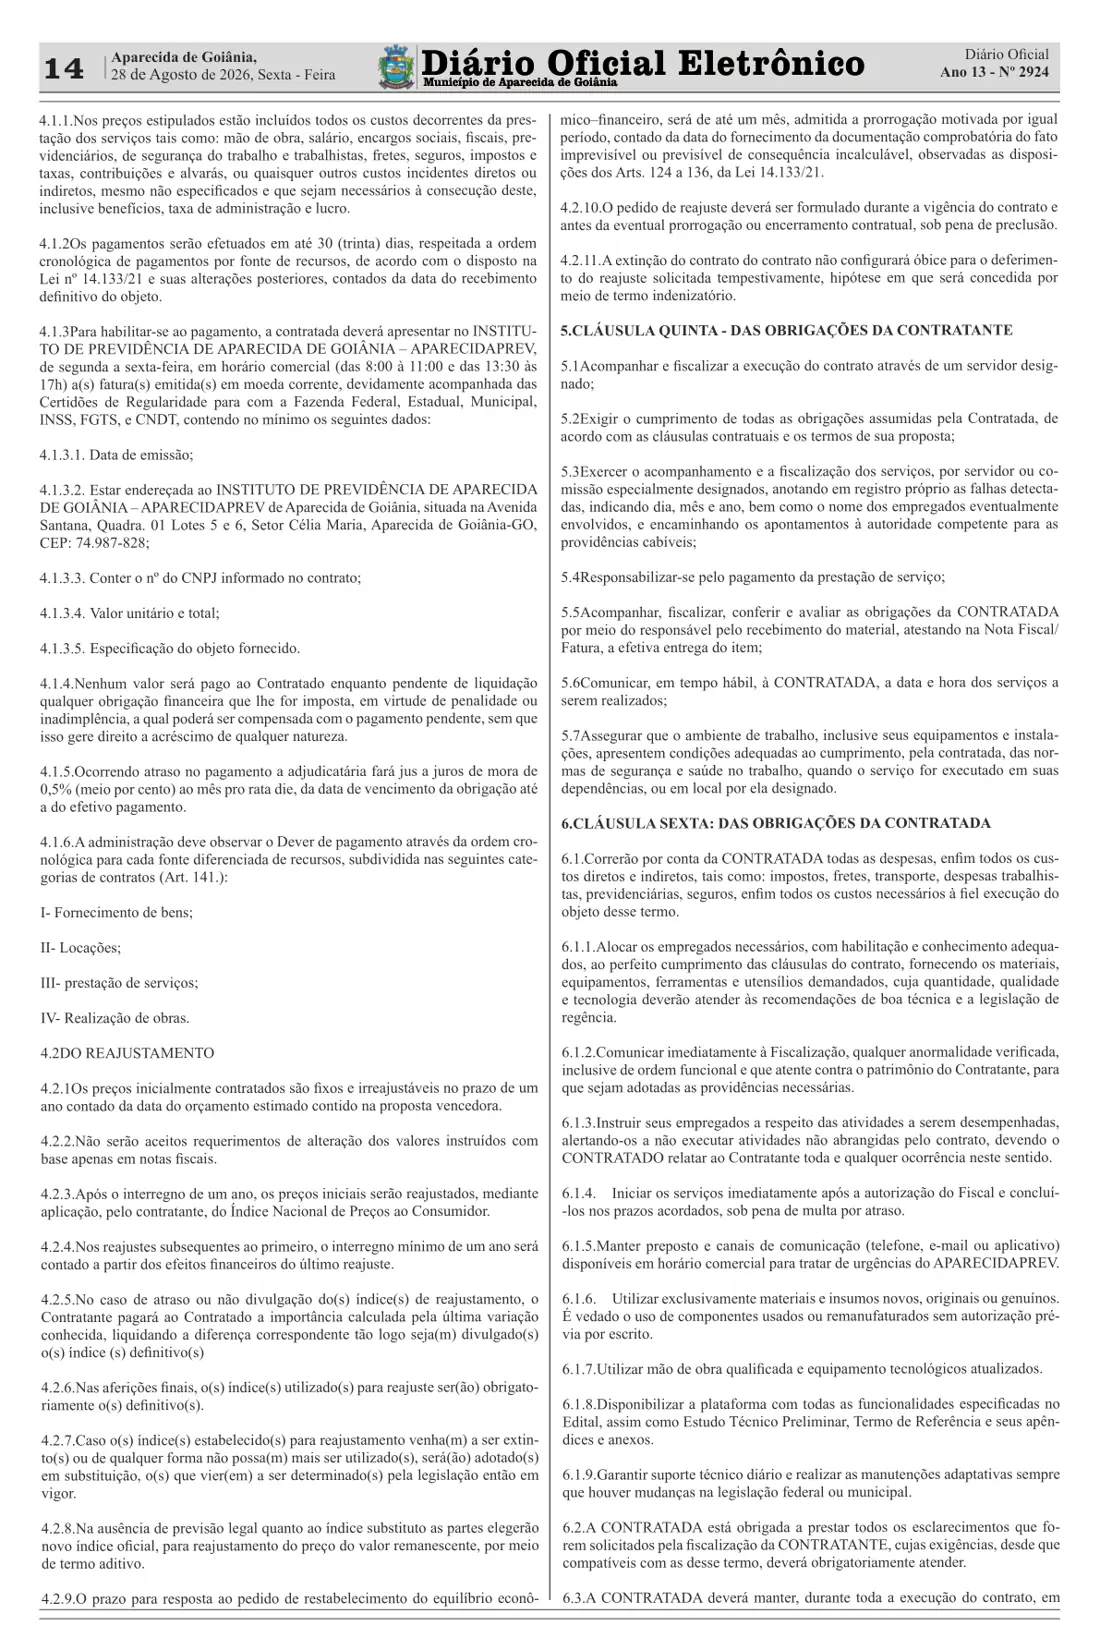 14
Aparecida de Goiânia,
28 de Agosto de 2026, Sexta - Feira
Diário Oficial Eletrônico
Município de Aparecida de Goiânia
Diário Oficial
Ano 13 - Nº 2924
4.1.1.Nos preços estipulados estão incluídos todos os custos decorrentes da pres-
tação dos serviços tais como: mão de obra, salário, encargos sociais, fiscais, pre-
videnciários, de segurança do trabalho e trabalhistas, fretes, seguros, impostos e
taxas, contribuições e alvarás, ou quaisquer outros custos incidentes diretos ou
indiretos, mesmo não especificados e que sejam necessários à consecução deste,
inclusive benefícios, taxa de administração e lucro.
4.1.2Os pagamentos serão efetuados em até 30 (trinta) dias, respeitada a ordem
cronológica de pagamentos por fonte de recursos, de acordo com o disposto na
Lei nº 14.133/21 e suas alterações posteriores, contados da data do recebimento
definitivo do objeto.
4.1.3Para habilitar-se ao pagamento, a contratada deverá apresentar no INSTITU-
TO DE PREVIDÊNCIA DE APARECIDA DE GOIÂNIA – APARECIDAPREV,
de segunda a sexta-feira, em horário comercial (das 8:00 à 11:00 e das 13:30 às
17h) a(s) fatura(s) emitida(s) em moeda corrente, devidamente acompanhada das
Certidões de Regularidade para com a Fazenda Federal, Estadual, Municipal,
INSS, FGTS, e CNDT, contendo no mínimo os seguintes dados:
4.1.3.1. Data de emissão;
4.1.3.2. Estar endereçada ao INSTITUTO DE PREVIDÊNCIA DE APARECIDA
DE GOIÂNIA – APARECIDAPREV de Aparecida de Goiânia, situada na Avenida
Santana, Quadra. 01 Lotes 5 e 6, Setor Célia Maria, Aparecida de Goiânia-GO,
CEP: 74.987-828;
4.1.3.3. Conter o nº do CNPJ informado no contrato;
4.1.3.4. Valor unitário e total;
4.1.3.5. Especificação do objeto fornecido.
4.1.4.Nenhum valor será pago ao Contratado enquanto pendente de liquidação
qualquer obrigação financeira que lhe for imposta, em virtude de penalidade ou
inadimplência, a qual poderá ser compensada com o pagamento pendente, sem que
isso gere direito a acréscimo de qualquer natureza.
4.1.5.Ocorrendo atraso no pagamento a adjudicatária fará jus a juros de mora de
0,5% (meio por cento) ao mês pro rata die, da data de vencimento da obrigação até
a do efetivo pagamento.
4.1.6.A administração deve observar o Dever de pagamento através da ordem cro-
nológica para cada fonte diferenciada de recursos, subdividida nas seguintes cate-
gorias de contratos (Art. 141.):
I- Fornecimento de bens;
II- Locações;
III- prestação de serviços;
IV- Realização de obras.
4.2DO REAJUSTAMENTO
4.2.1Os preços inicialmente contratados são fixos e irreajustáveis no prazo de um
ano contado da data do orçamento estimado contido na proposta vencedora.
4.2.2.Não serão aceitos requerimentos de alteração dos valores instruídos com
base apenas em notas fiscais.
4.2.3.Após o interregno de um ano, os preços iniciais serão reajustados, mediante
aplicação, pelo contratante, do Índice Nacional de Preços ao Consumidor.
4.2.4.Nos reajustes subsequentes ao primeiro, o interregno mínimo de um ano será
contado a partir dos efeitos financeiros do último reajuste.
4.2.5.No caso de atraso ou não divulgação do(s) índice(s) de reajustamento, o
Contratante pagará ao Contratado a importância calculada pela última variação
conhecida, liquidando a diferença correspondente tão logo seja(m) divulgado(s)
o(s) índice (s) definitivo(s)
4.2.6.Nas aferições finais, o(s) índice(s) utilizado(s) para reajuste ser(ão) obrigato-
riamente o(s) definitivo(s).
4.2.7.Caso o(s) índice(s) estabelecido(s) para reajustamento venha(m) a ser extin-
to(s) ou de qualquer forma não possa(m) mais ser utilizado(s), será(ão) adotado(s)
em substituição, o(s) que vier(em) a ser determinado(s) pela legislação então em
vigor.
4.2.8.Na ausência de previsão legal quanto ao índice substituto as partes elegerão
novo índice oficial, para reajustamento do preço do valor remanescente, por meio
de termo aditivo.
4.2.9.O prazo para resposta ao pedido de restabelecimento do equilíbrio econô-
mico–financeiro, será de até um mês, admitida a prorrogação motivada por igual
período, contado da data do fornecimento da documentação comprobatória do fato
imprevisível ou previsível de consequência incalculável, observadas as disposi-
ções dos Arts. 124 a 136, da Lei 14.133/21.
4.2.10.O pedido de reajuste deverá ser formulado durante a vigência do contrato e
antes da eventual prorrogação ou encerramento contratual, sob pena de preclusão.
4.2.11.A extinção do contrato do contrato não configurará óbice para o deferimen-
to do reajuste solicitada tempestivamente, hipótese em que será concedida por
meio de termo indenizatório.
5.CLÁUSULA QUINTA - DAS OBRIGAÇÕES DA CONTRATANTE
5.1Acompanhar e fiscalizar a execução do contrato através de um servidor desig-
nado;
5.2Exigir o cumprimento de todas as obrigações assumidas pela Contratada, de
acordo com as cláusulas contratuais e os termos de sua proposta;
5.3Exercer o acompanhamento e a fiscalização dos serviços, por servidor ou co-
missão especialmente designados, anotando em registro próprio as falhas detecta-
das, indicando dia, mês e ano, bem como o nome dos empregados eventualmente
envolvidos, e encaminhando os apontamentos à autoridade competente para as
providências cabíveis;
5.4Responsabilizar-se pelo pagamento da prestação de serviço;
5.5Acompanhar, fiscalizar, conferir e avaliar as obrigações da CONTRATADA
por meio do responsável pelo recebimento do material, atestando na Nota Fiscal/
Fatura, a efetiva entrega do item;
5.6Comunicar, em tempo hábil, à CONTRATADA, a data e hora dos serviços a
serem realizados;
5.7Assegurar que o ambiente de trabalho, inclusive seus equipamentos e instala-
ções, apresentem condições adequadas ao cumprimento, pela contratada, das nor-
mas de segurança e saúde no trabalho, quando o serviço for executado em suas
dependências, ou em local por ela designado.
6.CLÁUSULA SEXTA: DAS OBRIGAÇÕES DA CONTRATADA
6.1.Correrão por conta da CONTRATADA todas as despesas, enfim todos os cus-
tos diretos e indiretos, tais como: impostos, fretes, transporte, despesas trabalhis-
tas, previdenciárias, seguros, enfim todos os custos necessários à fiel execução do
objeto desse termo.
6.1.1.Alocar os empregados necessários, com habilitação e conhecimento adequa-
dos, ao perfeito cumprimento das cláusulas do contrato, fornecendo os materiais,
equipamentos, ferramentas e utensílios demandados, cuja quantidade, qualidade
e tecnologia deverão atender às recomendações de boa técnica e a legislação de
regência.
6.1.2.Comunicar imediatamente à Fiscalização, qualquer anormalidade verificada,
inclusive de ordem funcional e que atente contra o patrimônio do Contratante, para
que sejam adotadas as providências necessárias.
6.1.3.Instruir seus empregados a respeito das atividades a serem desempenhadas,
alertando-os a não executar atividades não abrangidas pelo contrato, devendo o
CONTRATADO relatar ao Contratante toda e qualquer ocorrência neste sentido.
6.1.4. Iniciar os serviços imediatamente após a autorização do Fiscal e concluí-
-los nos prazos acordados, sob pena de multa por atraso.
6.1.5.Manter preposto e canais de comunicação (telefone, e-mail ou aplicativo)
disponíveis em horário comercial para tratar de urgências do APARECIDAPREV.
6.1.6. Utilizar exclusivamente materiais e insumos novos, originais ou genuínos.
É vedado o uso de componentes usados ou remanufaturados sem autorização pré-
via por escrito.
6.1.7.Utilizar mão de obra qualificada e equipamento tecnológicos atualizados.
6.1.8.Disponibilizar a plataforma com todas as funcionalidades especificadas no
Edital, assim como Estudo Técnico Preliminar, Termo de Referência e seus apên-
dices e anexos.
6.1.9.Garantir suporte técnico diário e realizar as manutenções adaptativas sempre
que houver mudanças na legislação federal ou municipal.
6.2.A CONTRATADA está obrigada a prestar todos os esclarecimentos que fo-
rem solicitados pela fiscalização da CONTRATANTE, cujas exigências, desde que
compatíveis com as desse termo, deverá obrigatoriamente atender.
6.3.A CONTRATADA deverá manter, durante toda a execução do contrato, em